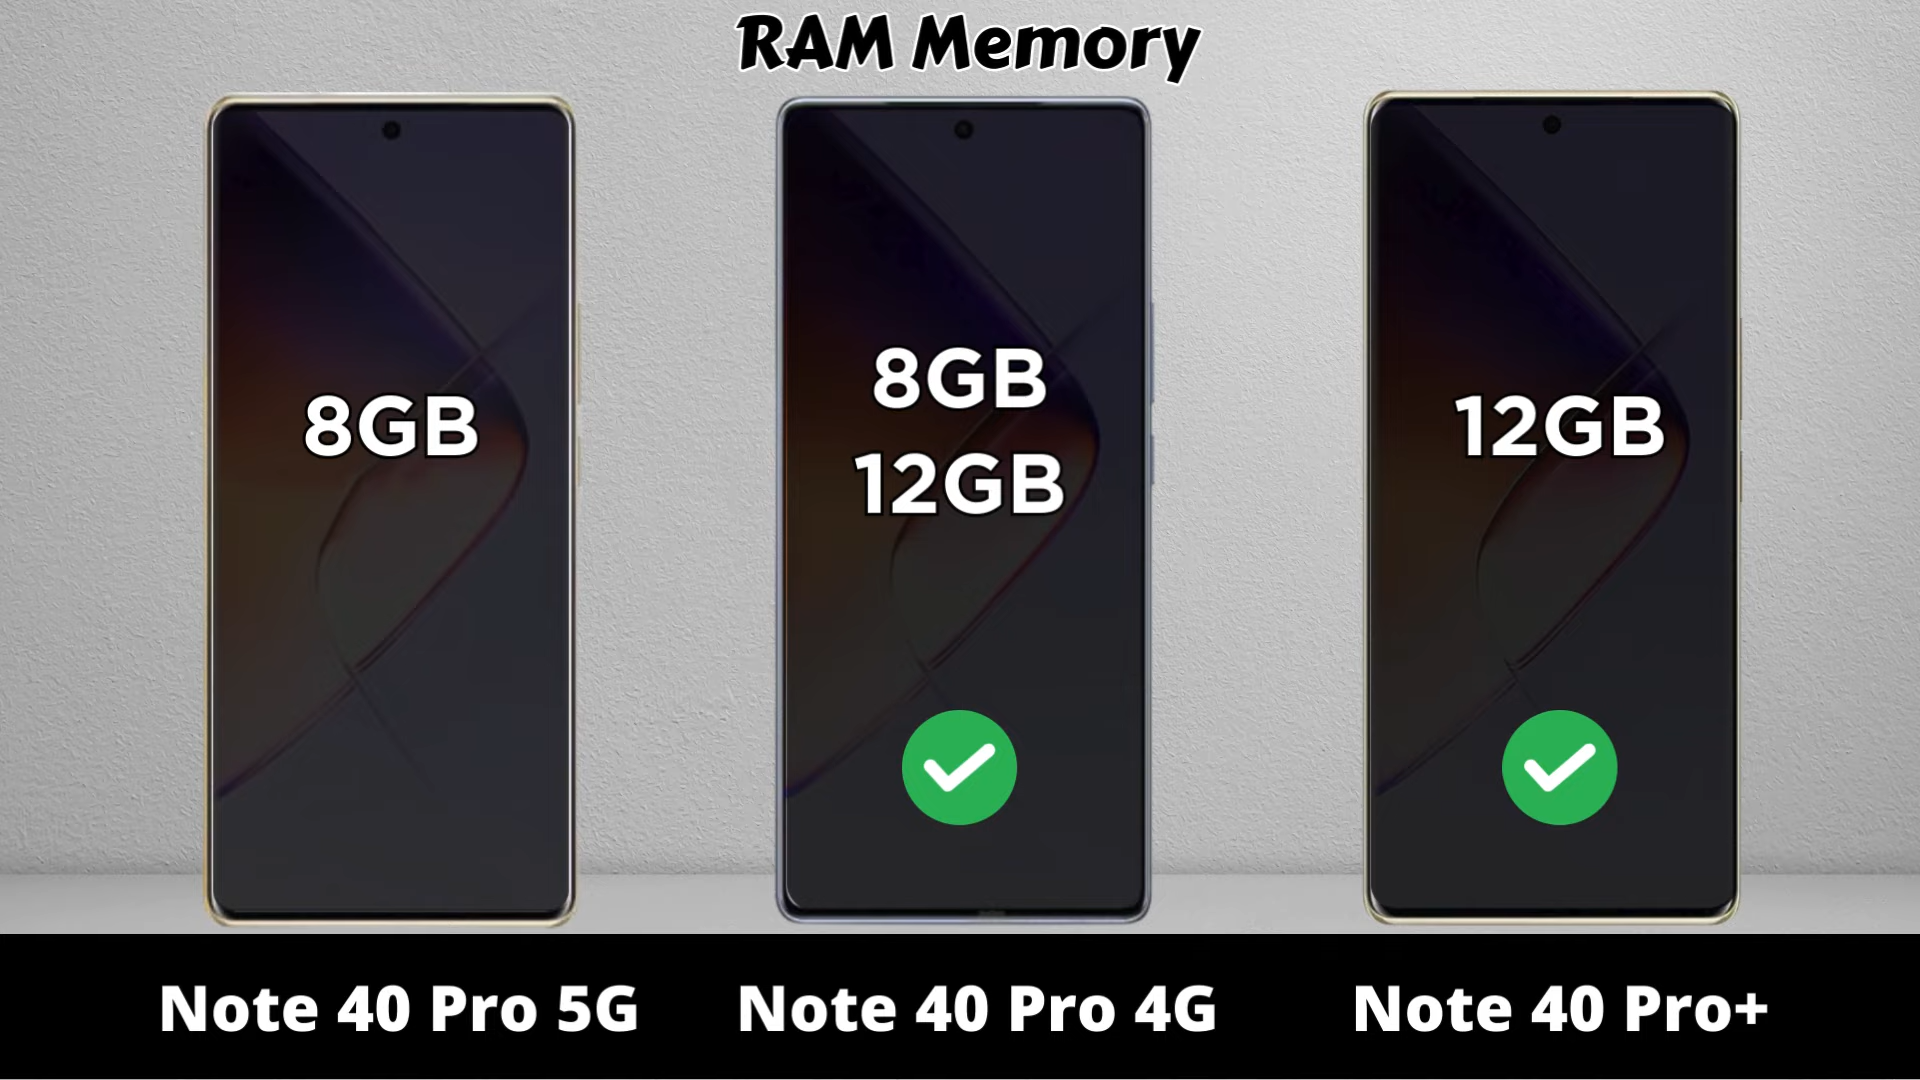 RAM Memory
8GB
8GB
12GB
12GB
Note 40 Pro 5G
Note 40 Pro 4G
Note 40 Pro+